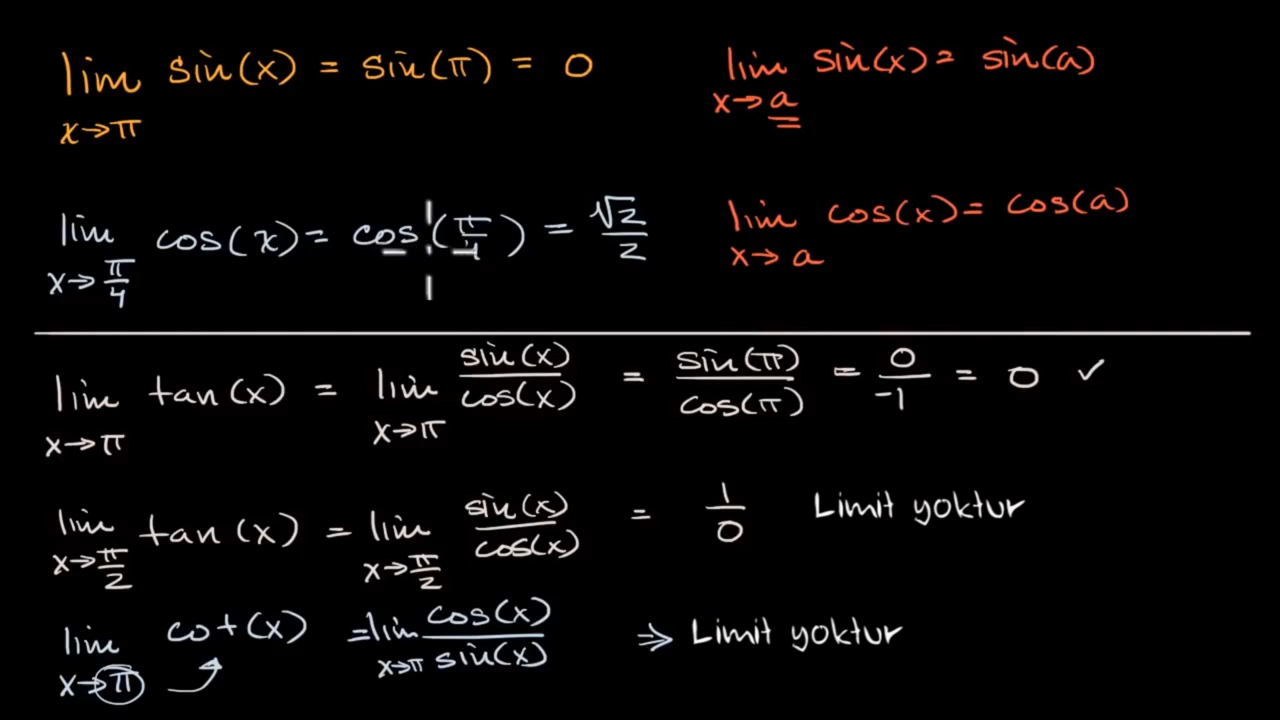 lim x→π sin(x) = sin(π) = 0
lim x→a sin(x) = sin(a)
lim x→π/4 cos(x) = cos(π/4) = √2/2
lim x→a cos(x) = cos(a)
lim x→π tan(x) = lim x→π sin(x)/cos(x) = sin(π)/cos(π) = 0/-1 = 0 ✓
lim x→π/2 tan(x) = lim x→π/2 sin(x)/cos(x) = 1/0 Limit yoktur
lim x→π cot(x) = lim x→π cos(x)/sin(x) ⇒ Limit yoktur